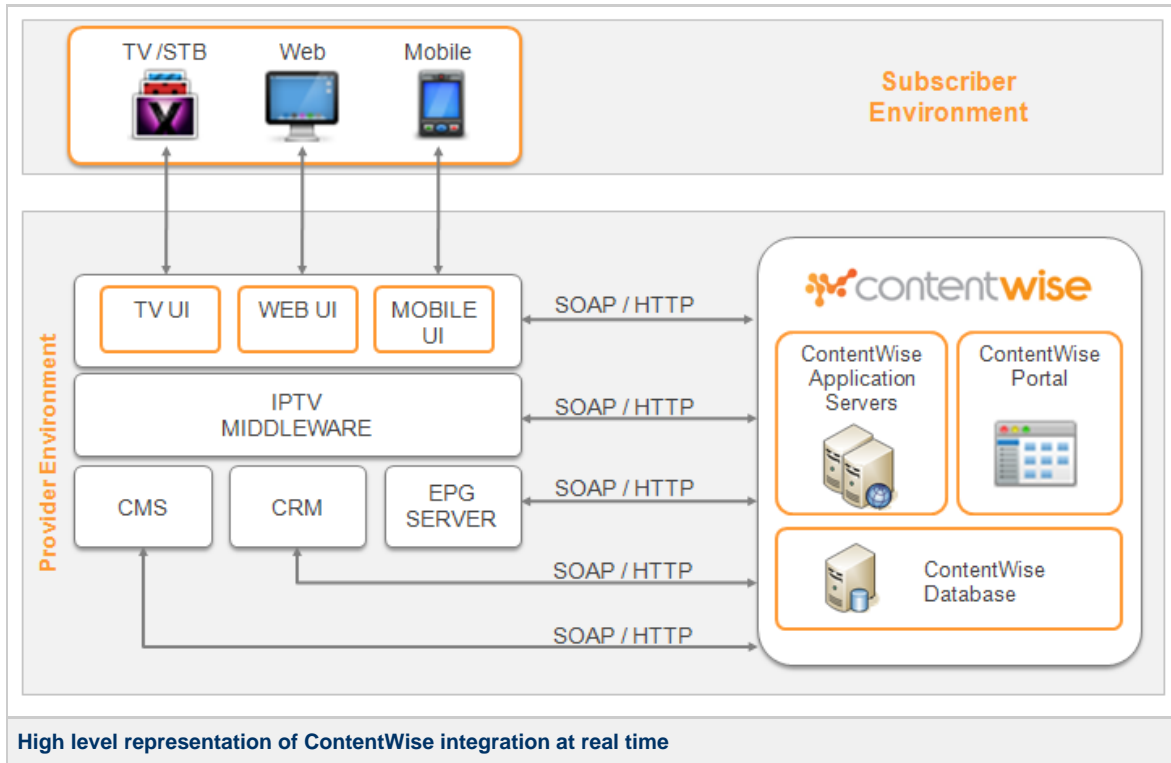 TV /STB
Web
Mobile
Subscriber
Environment
Provider Environment
TV UI
WEB UI
MOBILE
UI
SOAP / HTTP
IPTV
MIDDLEWARE
SOAP / HTTP
CMS
CRM
EPG
SERVER
SOAP / HTTP
SOAP / HTTP
SOAP / HTTP
contentwise
ContentWise
Application
Servers
ContentWise
Portal
ContentWise
Database
High level representation of ContentWise integration at real time